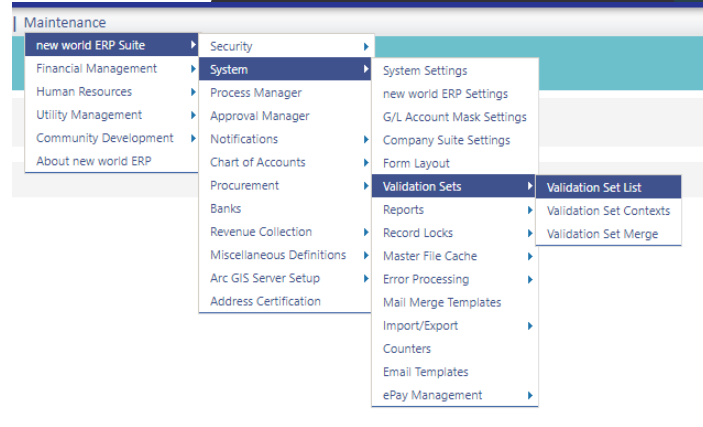 | Maintenance
new world ERP Suite
Financial Management
Human Resources
Utility Management
Community Development
About new world ERP
Security
System
Process Manager
Approval Manager
Notifications
Chart of Accounts
Procurement
Banks
Revenue Collection
Miscellaneous Definitions
Arc GIS Server Setup
Address Certification
System Settings
new world ERP Settings
G/L Account Mask Settings
Company Suite Settings
Form Layout
Validation Sets
Reports
Record Locks
Master File Cache
Error Processing
Mail Merge Templates
Import/Export
Counters
Email Templates
ePay Management
Validation Set List
Validation Set Contexts
Validation Set Merge